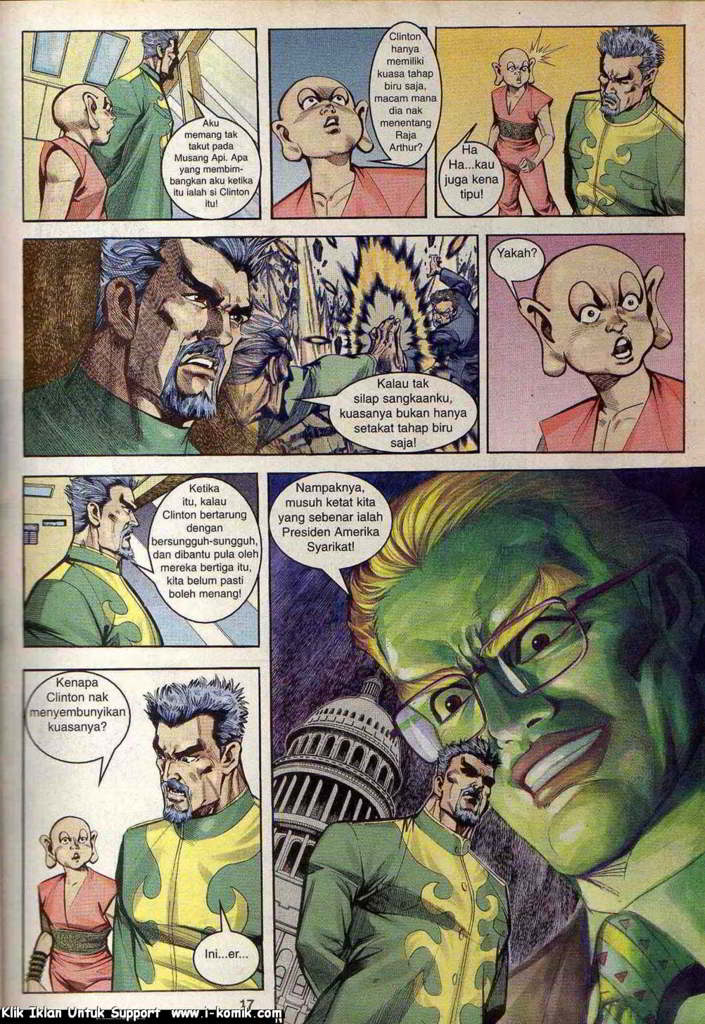 Aku
memang tak
takut pada
Musang Api. Apa
yang membim-
bangkan aku ketika
itu ialah si Clinton
itu!
Clinton
hanya
memiliki
kuasa tahap
biru saja,
macam mana
dia nak
menentang
Raja
Arthur?
Ha
Ha...kau
juga kena
tipu!
Kalau tak
silap sangkaanku,
kuasanya bukan hanya
setakat tahap biru
saja!
Yakah?
Ketika
itu, kalau
Clinton bertarung
dengan
bersungguh-sungguh,
dan dibantu pula oleh
mereka bertiga itu,
kita belum pasti
boleh menang!
Nampaknya,
musuh ketat kita
yang sebenar ialah
Presiden Amerika
Syarikat!
Kenapa
Clinton nak
menyembunyikan
kuasanya?
Ini...er...
17
Klik Iklan Untuk Support www.i-komik.com